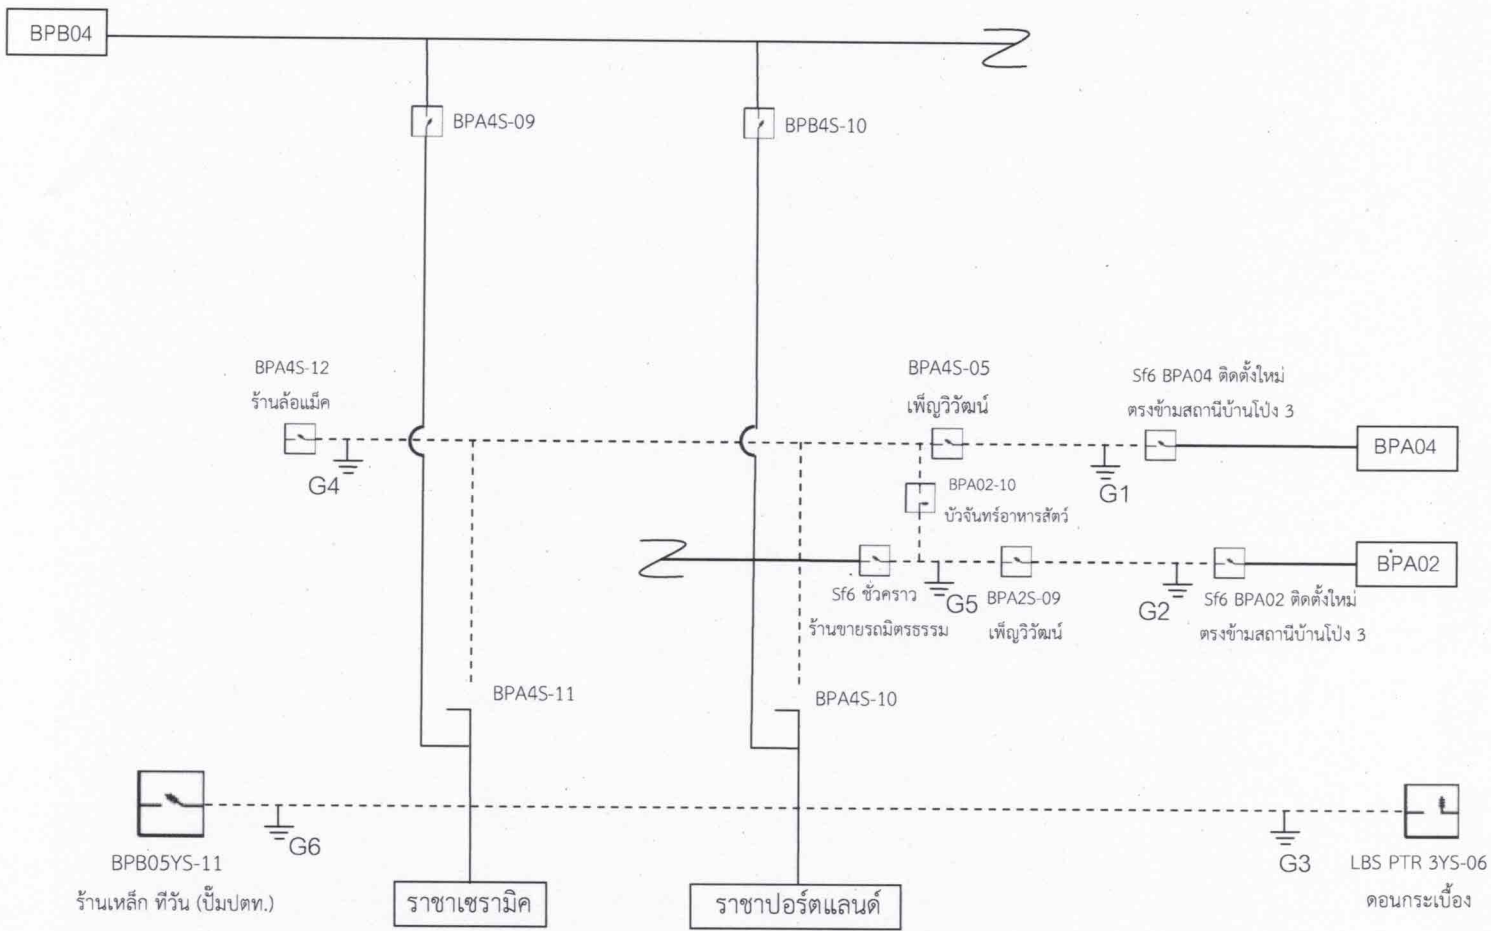 BPB04
BPA4S-09
BPB4S-10
BPA4S-12
ร้านล้อแม็ค
BPA4S-05
เพ็ญวิวัฒน์
Sf6 BPA04 ติดตั้งใหม่
ตรงข้ามสถานีบ้านโป่ง 3
BPA04
G4
G1
BPA02-10
บัวจันทร์อาหารสัตว์
BPA02
Sf6 ชั่วคราว
ร้านขายรถมิตรธรรม
G5
BPA2S-09
เพ็ญวิวัฒน์
G2
Sf6 BPA02 ติดตั้งใหม่
ตรงข้ามสถานีบ้านโป่ง 3
BPA4S-11
BPA4S-10
G6
G3
BPB05YS-11
ร้านเหล็ก ทีวัน (ปั๊มปตท.)
LBS PTR 3YS-06
ดอนกระเบื้อง
ราชาเซรามิค
ราชาปอร์ตแลนด์